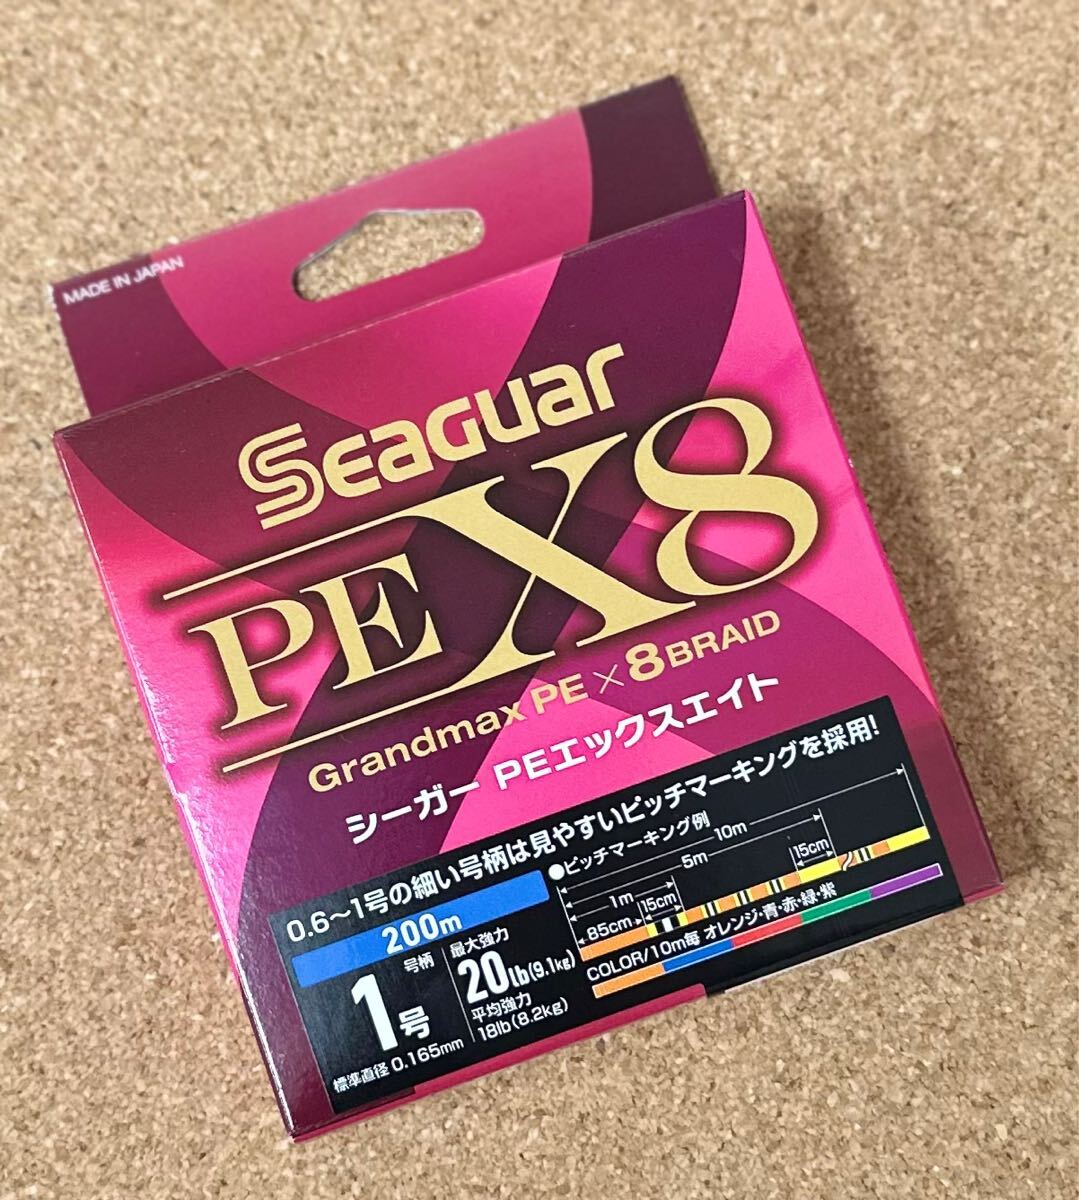 MADE IN JAPAN
SEAGUAR
PEX8
Grandmax PE×8BRAID
シーガー PEエックスエイト
0.6～1号の細い号柄は見やすいピッチマーキングを採用!
200m
●ピッチマーキング例
10m
5m
15cm
1m
15cm
85cm
COLOR/10m毎 オレンジ・青・赤・緑・紫
号柄
1号
標準直径 0.165mm
最大強力
20lb(9.1kg)
平均強力
18lb(8.2kg)